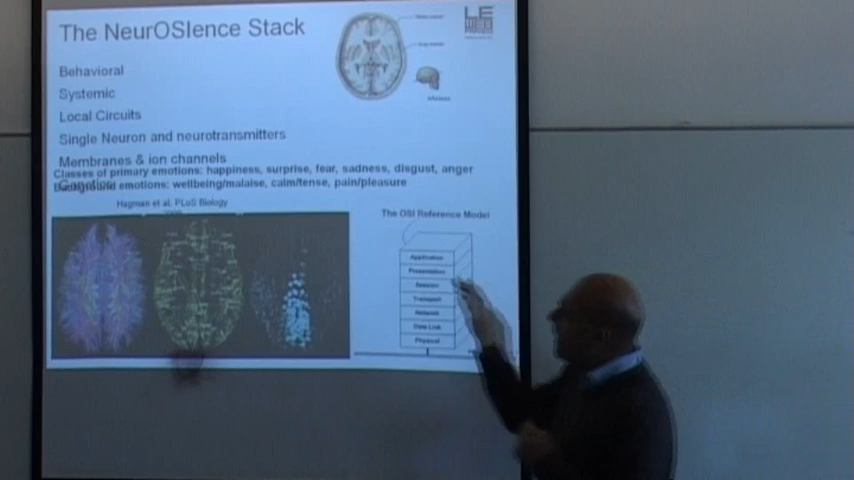 The NeurOSIence Stack
LE
WEB
Behavioral
Systemic
Local Circuits
Single Neuron and neurotransmitters
Membranes & ion channels
Classes of primary emotions: happiness, surprise, fear, sadness, disgust, anger
Background emotions: wellbeing/malaise, calm/tense, pain/pleasure
Hagman et al. PLoS Biology
The OSI Reference Model
Application
Presentation
Session
Transport
Network
Data Link
Physical